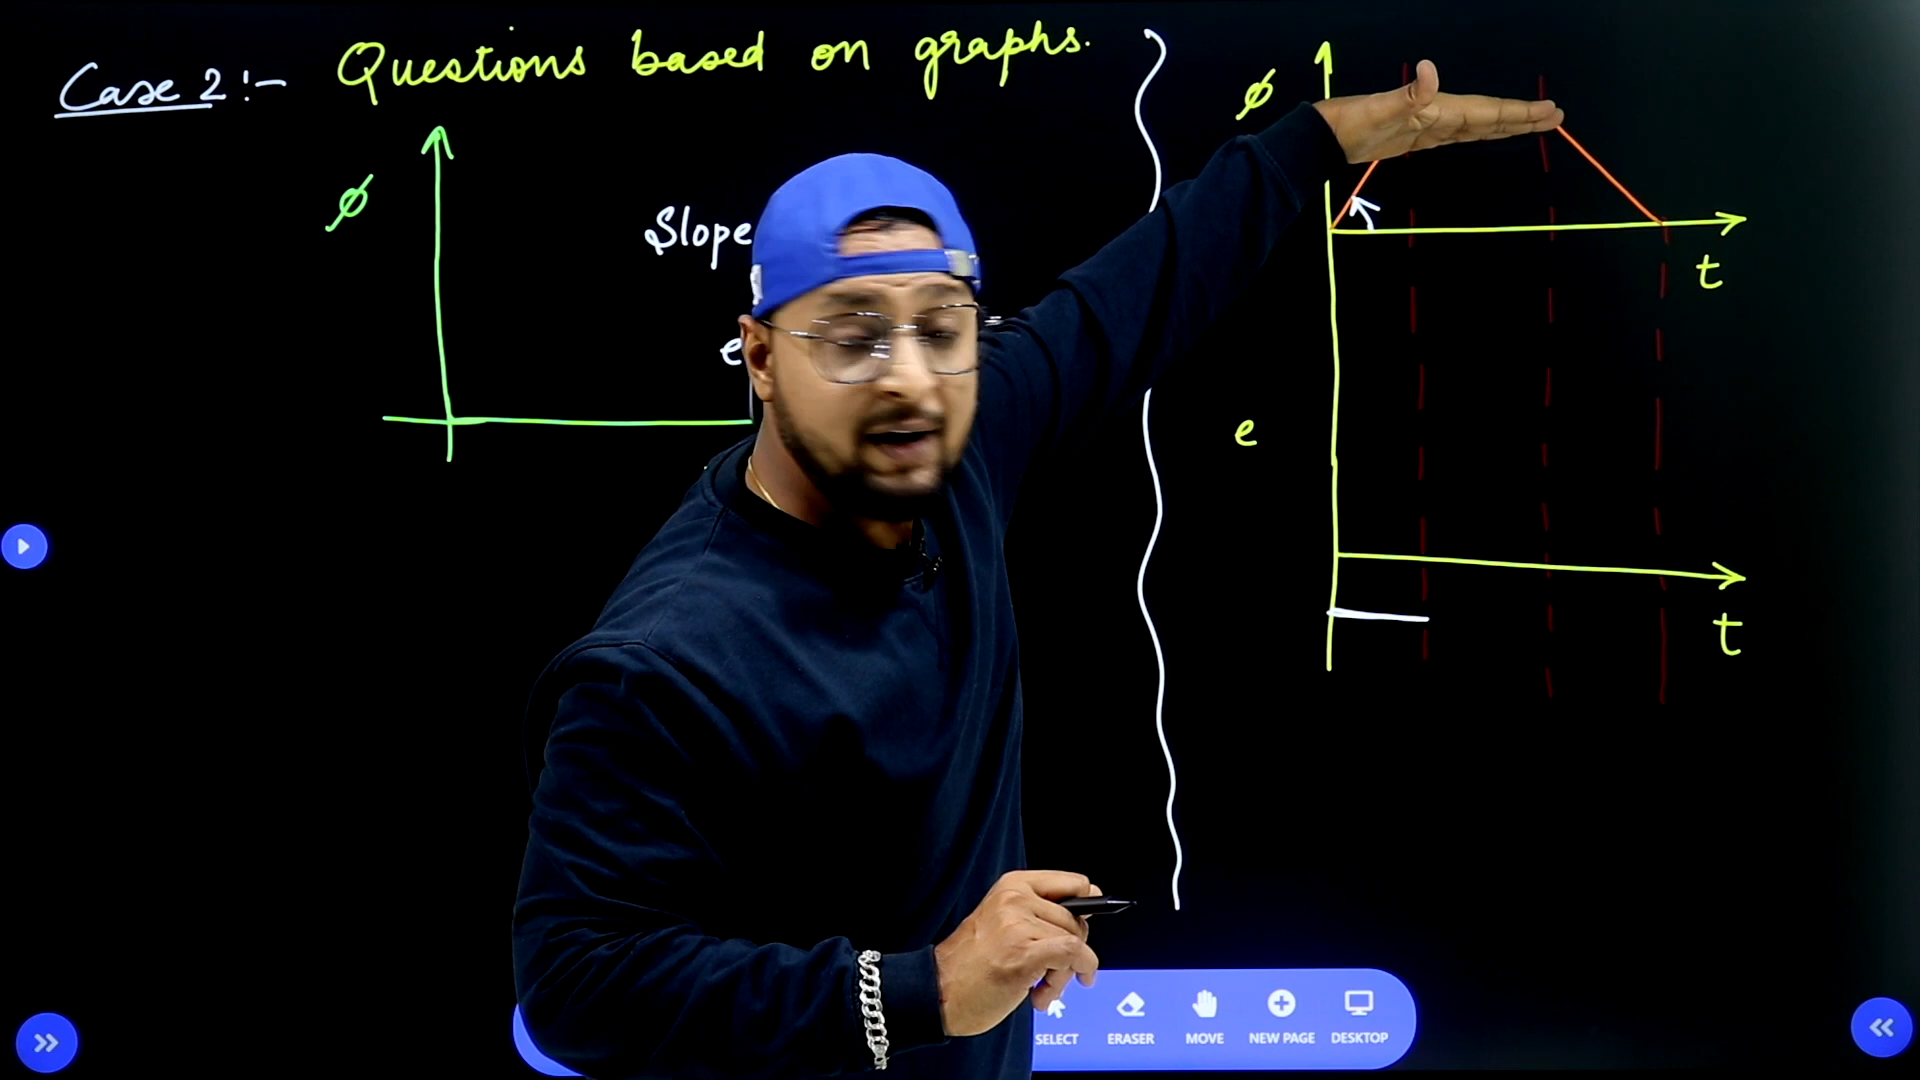 Case 2 :- Questions based on graphs.
φ
Slope
e
φ
t
e
t
SELECT ERASER MOVE NEW PAGE DESKTOP